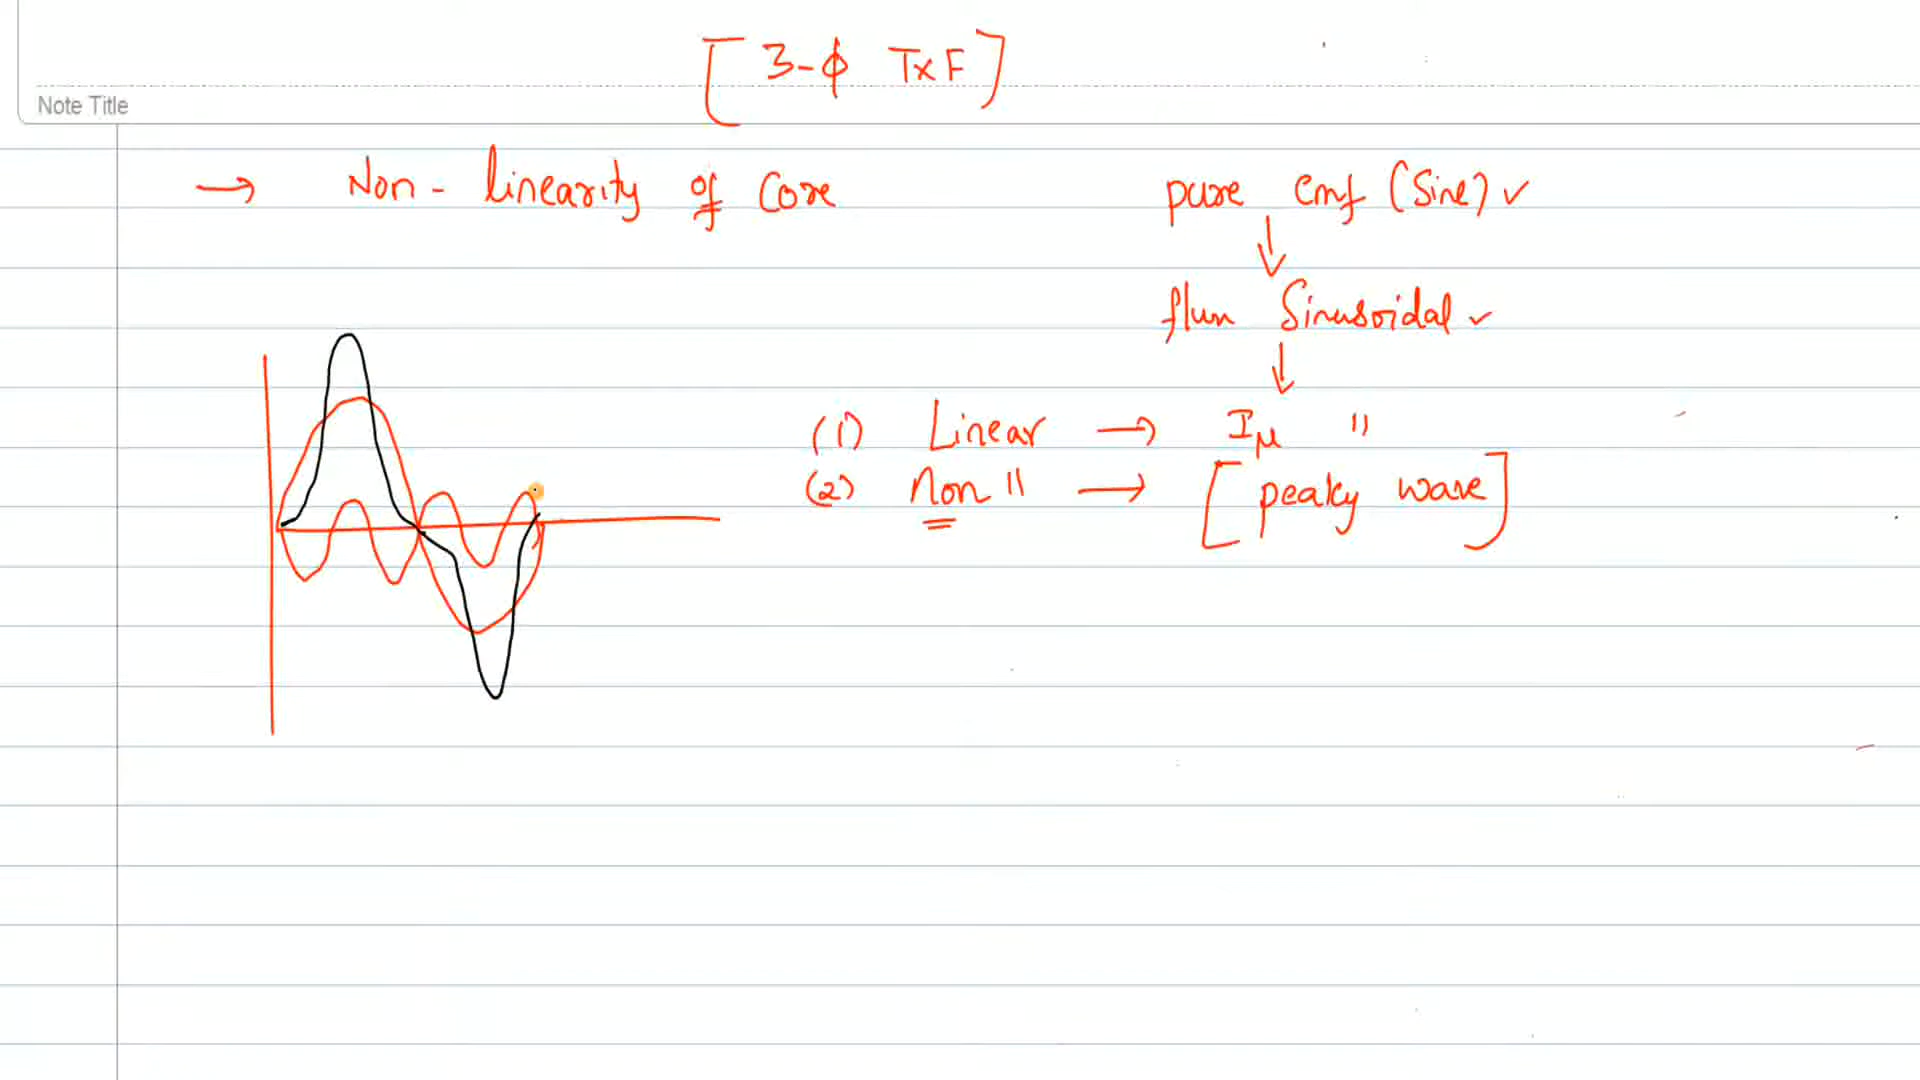 [ 3-ϕ TxF ]
Note Title
→ Non-linearity of Core
pure emf (Sine) ✓
↓
flux Sinusoidal ✓
↓
(1) Linear → Iμ "
(2) Non " → [ peaky wave ]